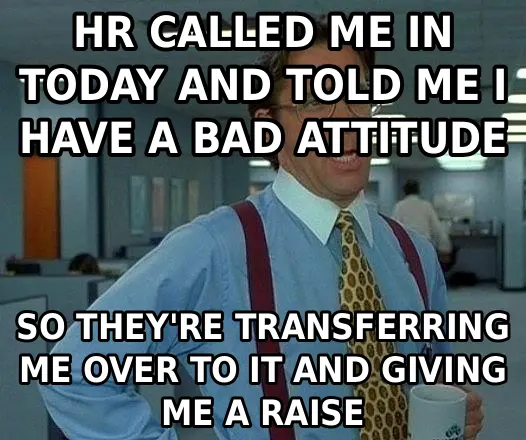 HR CALLED ME IN
TODAY AND TOLD ME I
HAVE A BAD ATTITUDE
SO THEY'RE TRANSFERRING
ME OVER TO IT AND GIVING
ME A RAISE